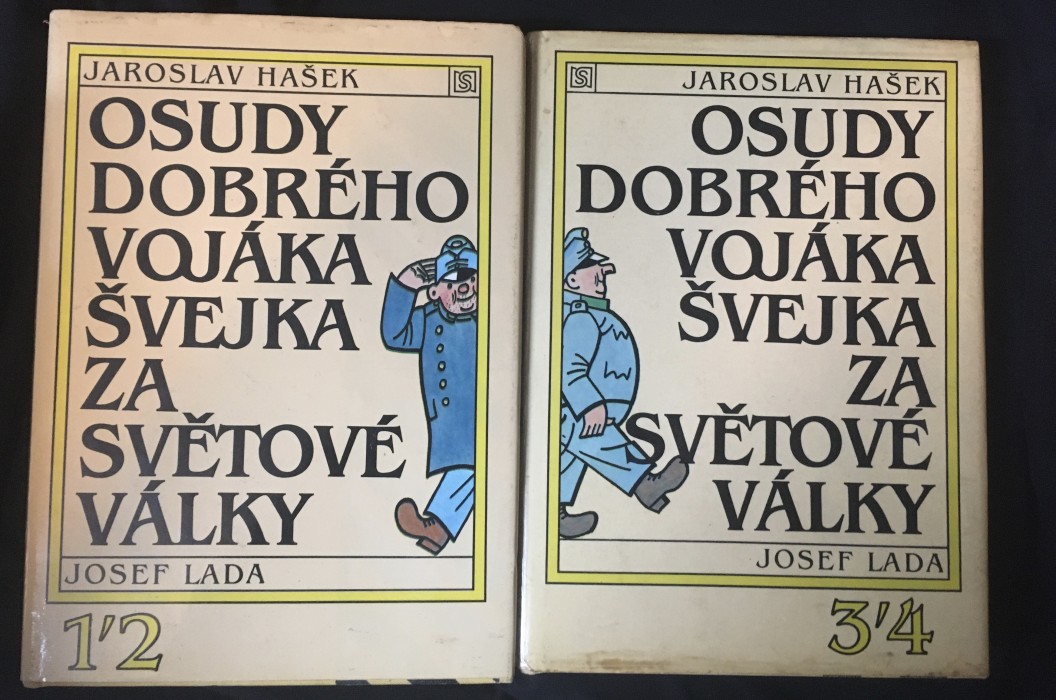 JAROSLAV HAŠEK
OSUDY
DOBRÉHO
VOJÁKA
ŠVEJKA
ZA
SVĚTOVÉ
VÁLKY
JOSEF LADA
1'2
JAROSLAV HAŠEK
OSUDY
DOBRÉHO
VOJÁKA
ŠVEJKA
ZA
SVĚTOVÉ
VÁLKY
JOSEF LADA
3'4